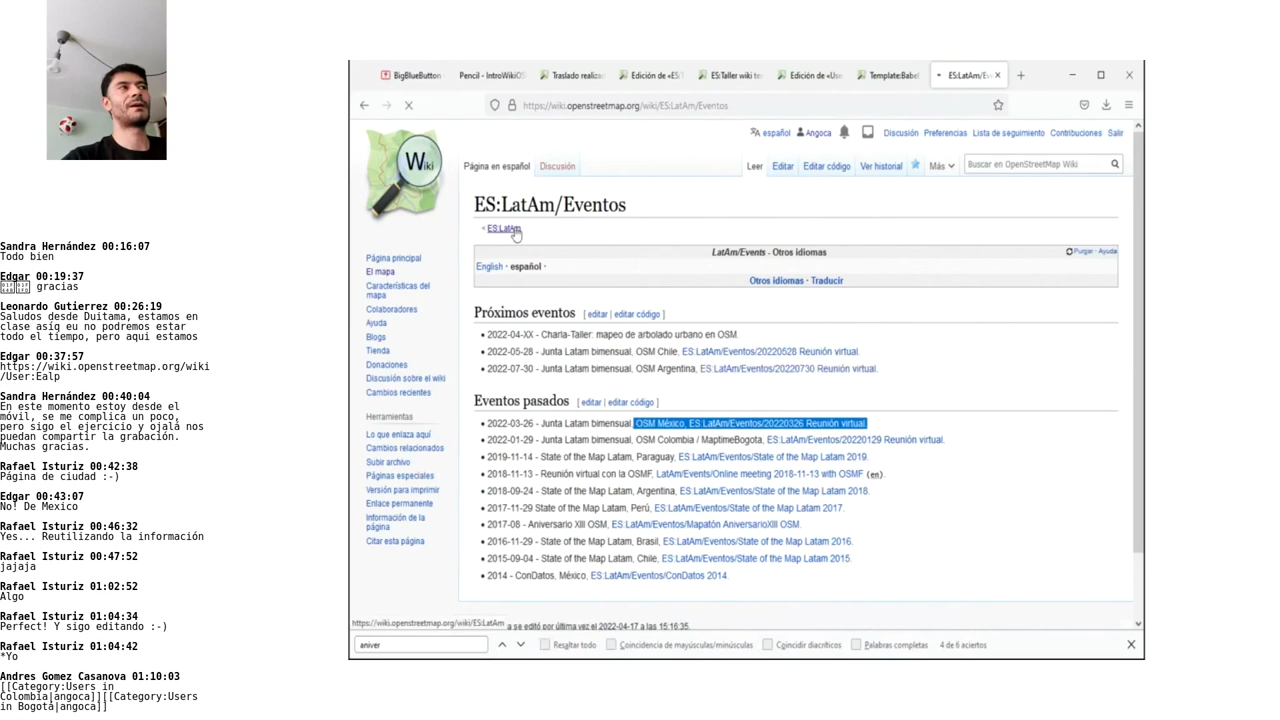 BigBlueButton
Pencil - IntroWikiOS
Traslado realiza
Edición de «ES:T
ES:Taller wiki te
Edición de «Use
Template:Babel
ES:LatAm/Ev
https://wiki.openstreetmap.org/wiki/ES:LatAm/Eventos
español Angoca Discusión Preferencias Lista de seguimiento Contribuciones Salir
Wiki
Página en español Discusión Leer Editar Editar código Ver historial Más Buscar en OpenStreetMap Wiki
ES:LatAm/Eventos
< ES:LatAm
LatAm/Events - Otros idiomas Purgar · Ayuda
English · español ·
Otros idiomas · Traducir
Página principal
El mapa
Características del
mapa
Colaboradores
Ayuda
Blogs
Tienda
Donaciones
Discusión sobre el wiki
Cambios recientes
Herramientas
Lo que enlaza aquí
Cambios relacionados
Subir archivo
Páginas especiales
Versión para imprimir
Enlace permanente
Información de la
página
Citar esta página
Próximos eventos [ editar | editar código ]
• 2022-04-XX - Charla-Taller: mapeo de arbolado urbano en OSM.
• 2022-05-28 - Junta Latam bimensual, OSM Chile, ES:LatAm/Eventos/20220528 Reunión virtual.
• 2022-07-30 - Junta Latam bimensual, OSM Argentina, ES:LatAm/Eventos/20220730 Reunión virtual.
Eventos pasados [ editar | editar código ]
• 2022-03-26 - Junta Latam bimensual, OSM México, ES:LatAm/Eventos/20220326 Reunión virtual.
• 2022-01-29 - Junta Latam bimensual, OSM Colombia / MaptimeBogota, ES:LatAm/Eventos/20220129 Reunión virtual.
• 2019-11-14 - State of the Map Latam, Paraguay, ES:LatAm/Eventos/State of the Map Latam 2019.
• 2018-11-13 - Reunión virtual con la OSMF, LatAm/Events/Online meeting 2018-11-13 with OSMF (en).
• 2018-09-24 - State of the Map Latam, Argentina, ES:LatAm/Eventos/State of the Map Latam 2018.
• 2017-11-29 State of the Map Latam, Perú, ES:LatAm/Eventos/State of the Map Latam 2017.
• 2017-08 - Aniversario XIII OSM, ES:LatAm/Eventos/Mapatón AniversarioXIII OSM.
• 2016-11-29 - State of the Map Latam, Brasil, ES:LatAm/Eventos/State of the Map Latam 2016.
• 2015-09-04 - State of the Map Latam, Chile, ES:LatAm/Eventos/State of the Map Latam 2015.
• 2014 - ConDatos, México, ES:LatAm/Eventos/ConDatos 2014.
https://wiki.openstreetmap.org/wiki/ES:LatAm a se editó por última vez el 2022-04-17 a las 15:16:35.
aniver Resaltar todo Coincidencia de mayúsculas/minúsculas Coincidir diacríticos Palabras completas 4 de 6 aciertos
Sandra Hernández 00:16:07
Todo bien
Edgar 00:19:37
gracias
Leonardo Gutierrez 00:26:19
Saludos desde Duitama, estamos en
clase asíg eu no podremos estar
todo el tiempo, pero aqui estamos
Edgar 00:37:57
https://wiki.openstreetmap.org/wiki
/User:Ealp
Sandra Hernández 00:40:04
En este momento estoy desde el
móvil, se me complica un poco,
pero sigo el ejercicio y ojalá nos
puedan compartir la grabación.
Muchas gracias.
Rafael Isturiz 00:42:38
Página de ciudad :-)
Edgar 00:43:07
No! De Mexico
Rafael Isturiz 00:46:32
Yes... Reutilizando la información
Rafael Isturiz 00:47:52
jajaja
Rafael Isturiz 01:02:52
Algo
Rafael Isturiz 01:04:34
Perfect! Y sigo editando :-)
Rafael Isturiz 01:04:42
*Yo
Andres Gomez Casanova 01:10:03
[[Category:Users in
Colombia|angoca]][[Category:Users
in Bogotá|angoca]]